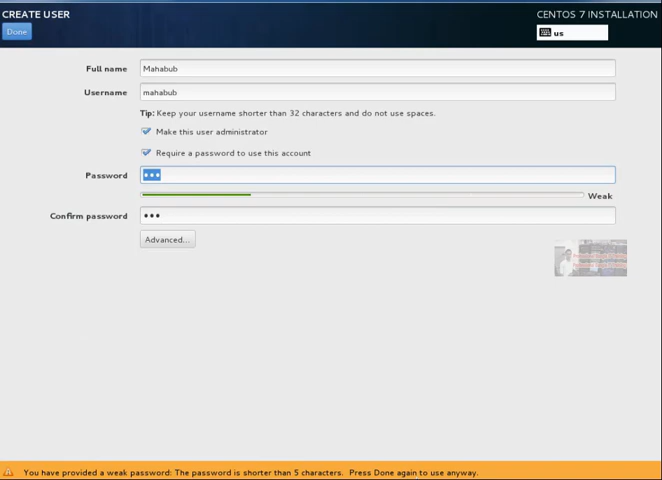 CREATE USER
CENTOS 7 INSTALLATION
Done
us
Full name
Mahabub
Username
mahabub
Tip: Keep your username shorter than 32 characters and do not use spaces.
Make this user administrator
Require a password to use this account
Password
•••
Weak
Confirm password
•••
Advanced...
You have provided a weak password: The password is shorter than 5 characters. Press Done again to use anyway.